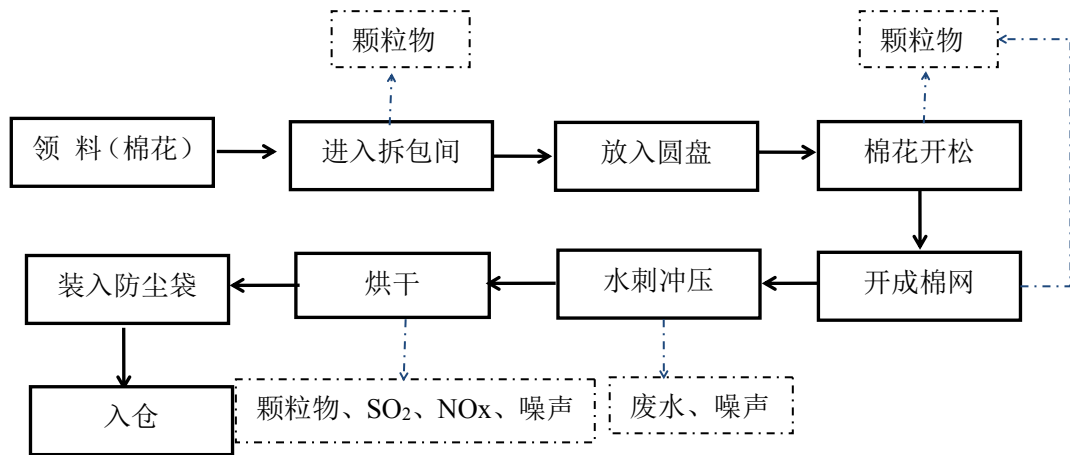 颗粒物
颗粒物
领 料（棉花）
进入拆包间
放入圆盘
棉花开松
装入防尘袋
烘干
水刺冲压
开成棉网
入仓
颗粒物、SO₂、NOx、噪声
废水、噪声